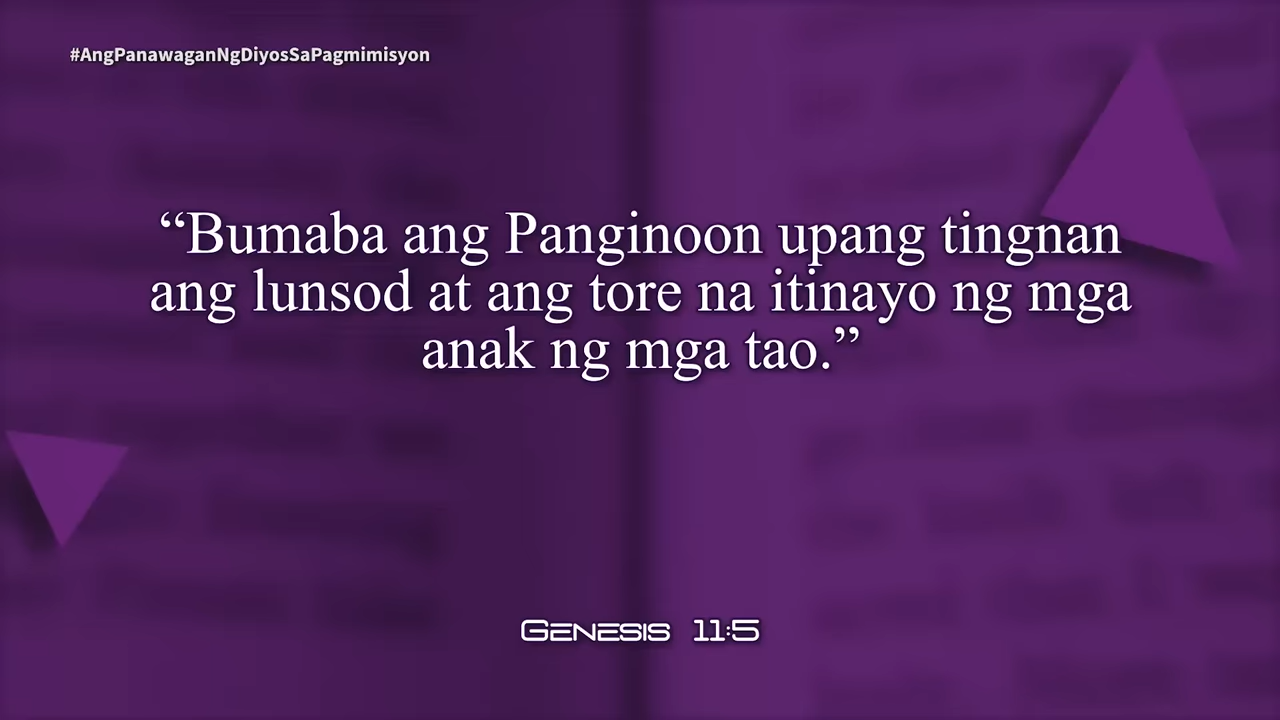 #AngPanawaganNgDiyosSaPagmimisyon
“Bumaba ang Panginoon upang tingnan
ang lunsod at ang tore na itinayo ng mga
anak ng mga tao.”
Genesis 11:5